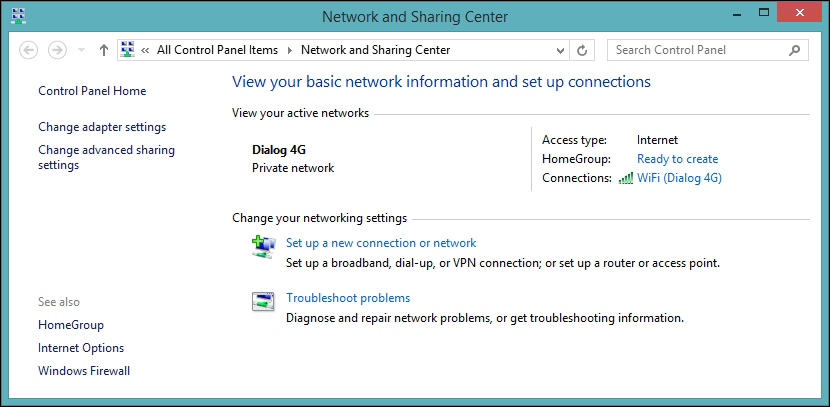 Network and Sharing Center
« All Control Panel Items Network and Sharing Center
Search Control Panel
Control Panel Home
Change adapter settings
Change advanced sharing
settings
View your basic network information and set up connections
View your active networks
Dialog 4G
Private network
Access type: Internet
HomeGroup: Ready to create
Connections: WiFi (Dialog 4G)
Change your networking settings
Set up a new connection or network
Set up a broadband, dial-up, or VPN connection; or set up a router or access point.
Troubleshoot problems
Diagnose and repair network problems, or get troubleshooting information.
See also
HomeGroup
Internet Options
Windows Firewall